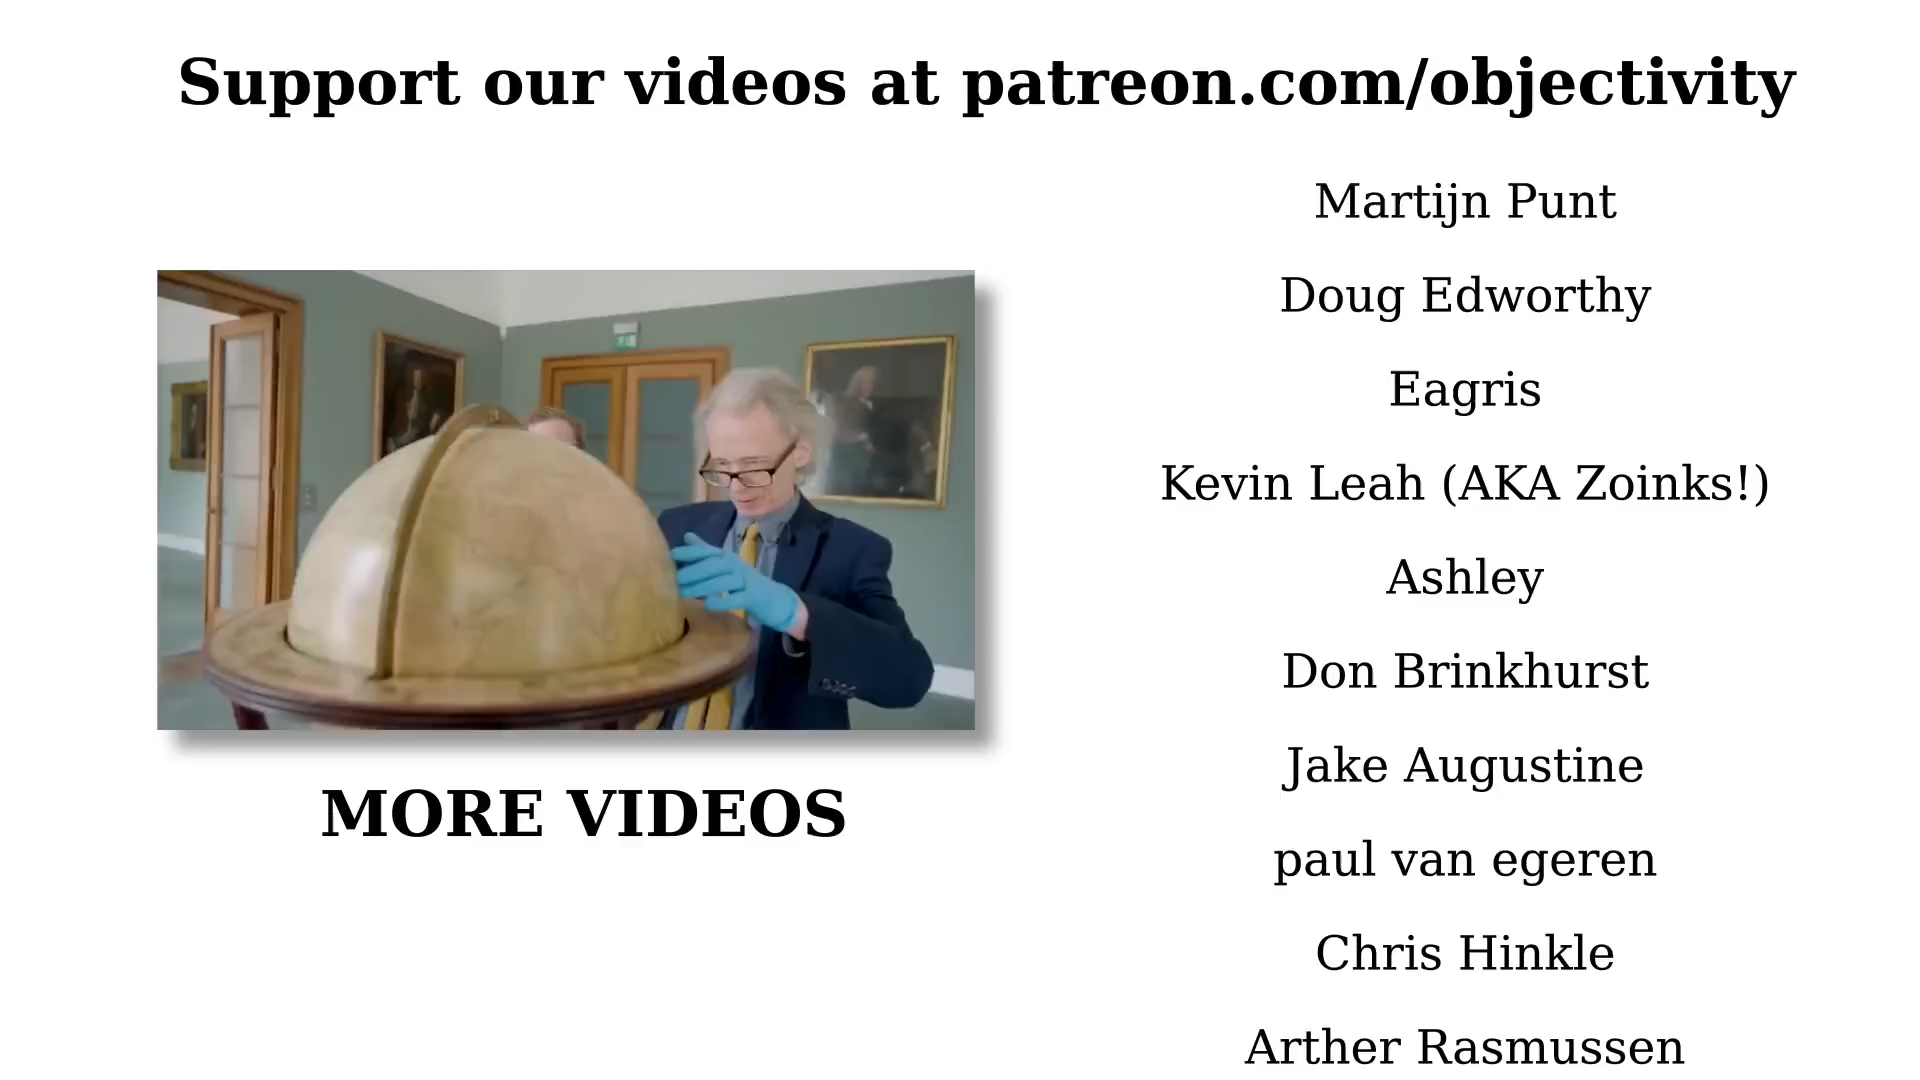 Support our videos at patreon.com/objectivity
Martijn Punt
Doug Edworthy
Eagris
Kevin Leah (AKA Zoinks!)
Ashley
Don Brinkhurst
Jake Augustine
paul van egeren
Chris Hinkle
Arther Rasmussen
MORE VIDEOS